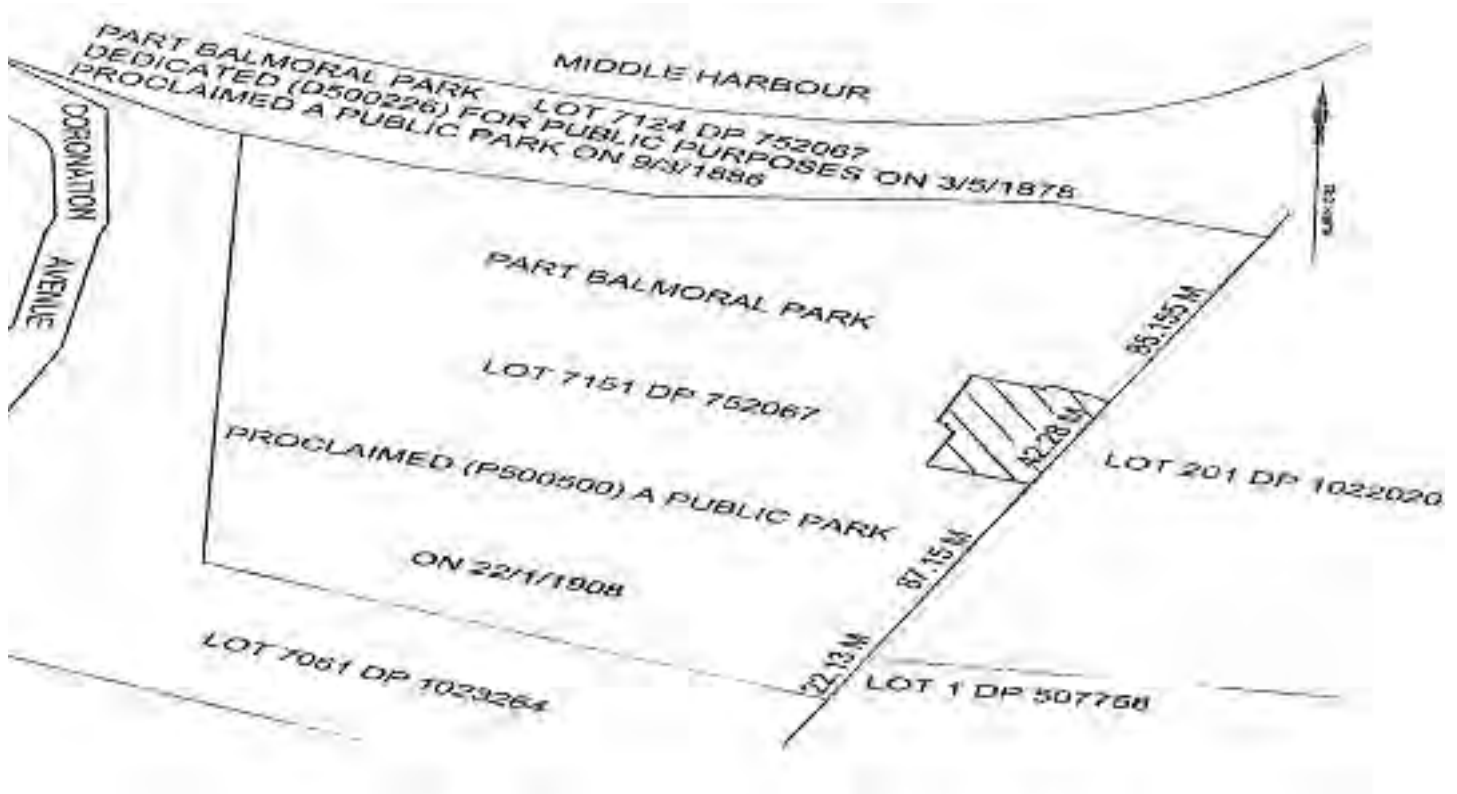 MIDDLE HARBOUR
PART BALMORAL PARK LOT 7124 DP 752067
DEDICATED (D500226) FOR PUBLIC PURPOSES ON 3/5/1878
PROCLAIMED A PUBLIC PARK ON 9/3/1886
CORONATION AVENUE
PART BALMORAL PARK
LOT 7151 DP 752067
PROCLAIMED (P500500) A PUBLIC PARK
ON 22/1/1908
85.155 M
42.28 M
87.15 M
22.13 M
LOT 201 DP 1022020
LOT 1 DP 507758
LOT 7061 DP 1023264